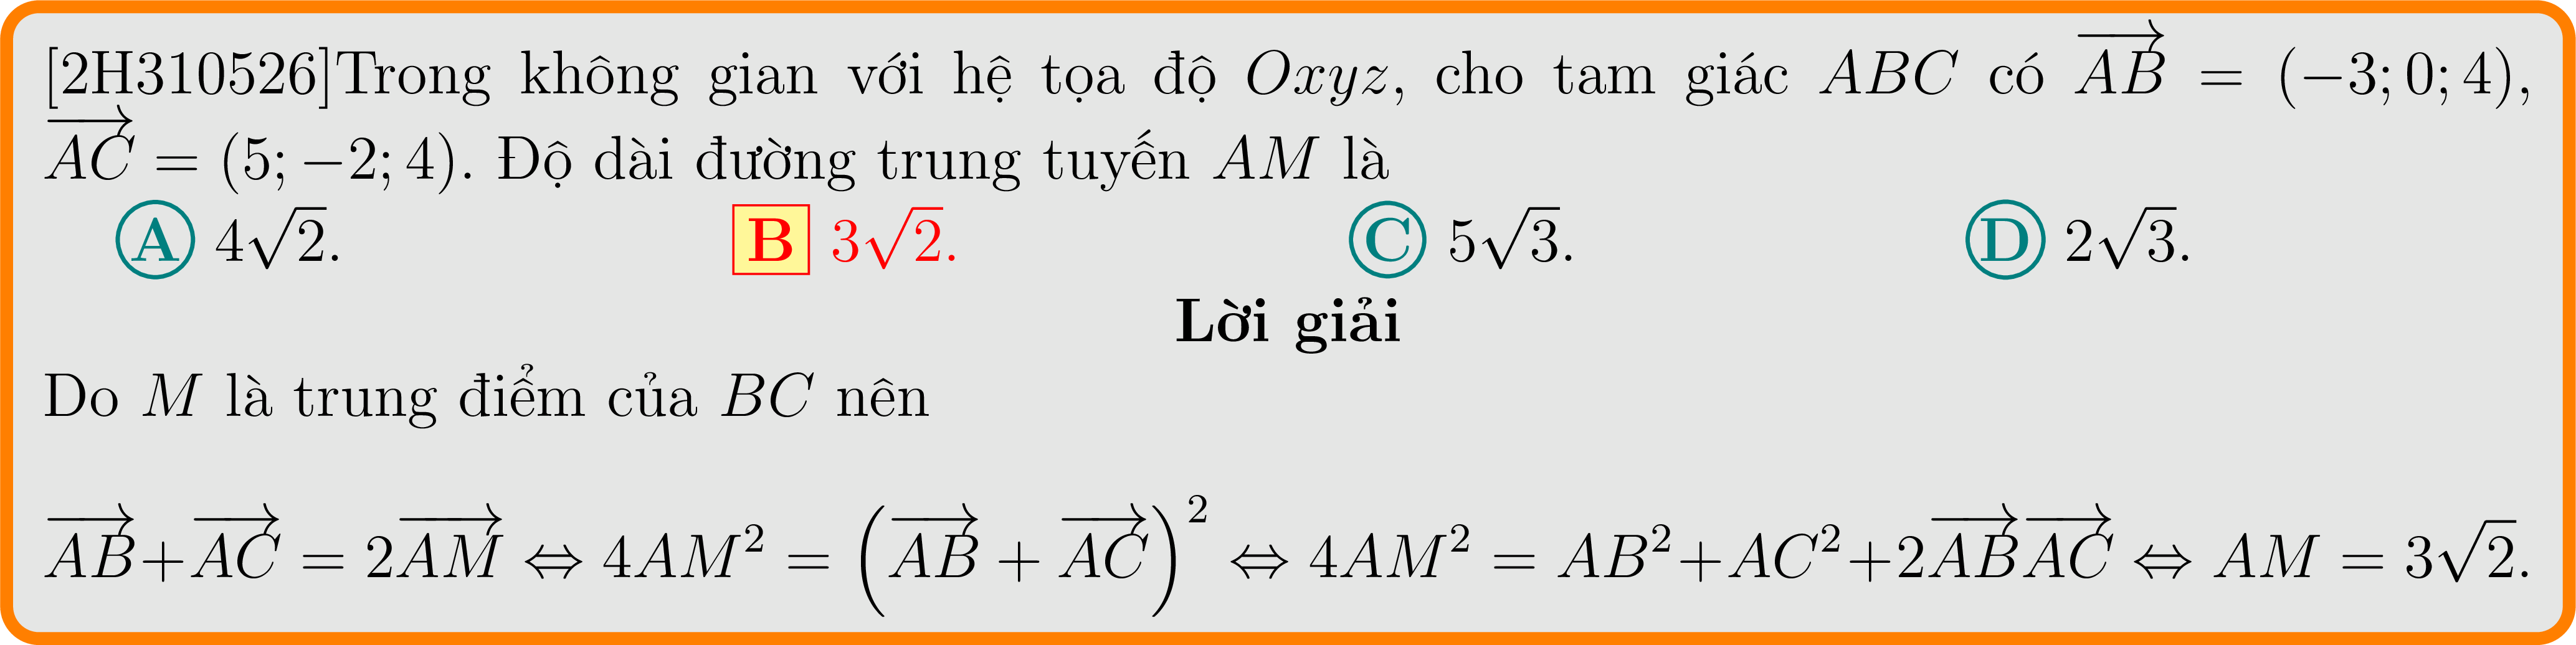 [2H310526]Trong không gian với hệ tọa độ $Oxyz$, cho tam giác $ABC$ có $\overrightarrow{AB} = (-3; 0; 4)$,
$\overrightarrow{AC} = (5; -2; 4)$. Độ dài đường trung tuyến $AM$ là
A $4\sqrt{2}$. B $3\sqrt{2}$. C $5\sqrt{3}$. D $2\sqrt{3}$.
Lời giải
Do $M$ là trung điểm của $BC$ nên
$\overrightarrow{AB}+\overrightarrow{AC} = 2\overrightarrow{AM} \Leftrightarrow 4AM^2 = \left(\overrightarrow{AB} + \overrightarrow{AC}\right)^2 \Leftrightarrow 4AM^2 = AB^2+AC^2+2\overrightarrow{AB}\overrightarrow{AC} \Leftrightarrow AM = 3\sqrt{2}.$